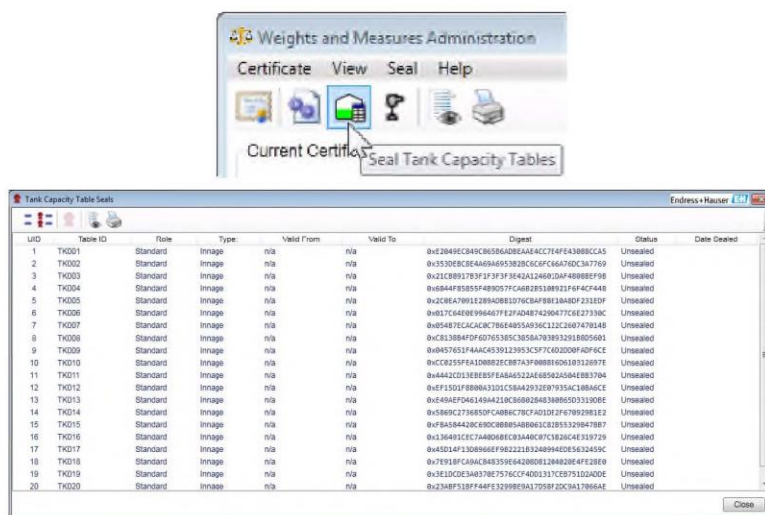 Weights and Measures Administration
Certificate View Seal Help
Current Certific
Seal Tank Capacity Tables
Tank Capacity Table Seals Endress+Hauser EH
UID Table ID Role Type: Valid From Valid To Digest Status Date Sealed
1 TK001 Standard Innage n/a n/a Unsealed
2 TK002 Standard Innage n/a n/a Unsealed
3 TK003 Standard Innage n/a n/a Unsealed
4 TK004 Standard Innage n/a n/a Unsealed
5 TK005 Standard Innage n/a n/a Unsealed
6 TK006 Standard Innage n/a n/a Unsealed
7 TK007 Standard Innage n/a n/a Unsealed
8 TK008 Standard Innage n/a n/a Unsealed
9 TK009 Standard Innage n/a n/a Unsealed
10 TK010 Standard Innage n/a n/a Unsealed
11 TK011 Standard Innage n/a n/a Unsealed
12 TK012 Standard Innage n/a n/a Unsealed
13 TK013 Standard Innage n/a n/a Unsealed
14 TK014 Standard Innage n/a n/a Unsealed
15 TK015 Standard Innage n/a n/a Unsealed
16 TK016 Standard Innage n/a n/a Unsealed
17 TK017 Standard Innage n/a n/a Unsealed
18 TK018 Standard Innage n/a n/a Unsealed
19 TK019 Standard Innage n/a n/a Unsealed
20 TK020 Standard Innage n/a n/a Unsealed
Close